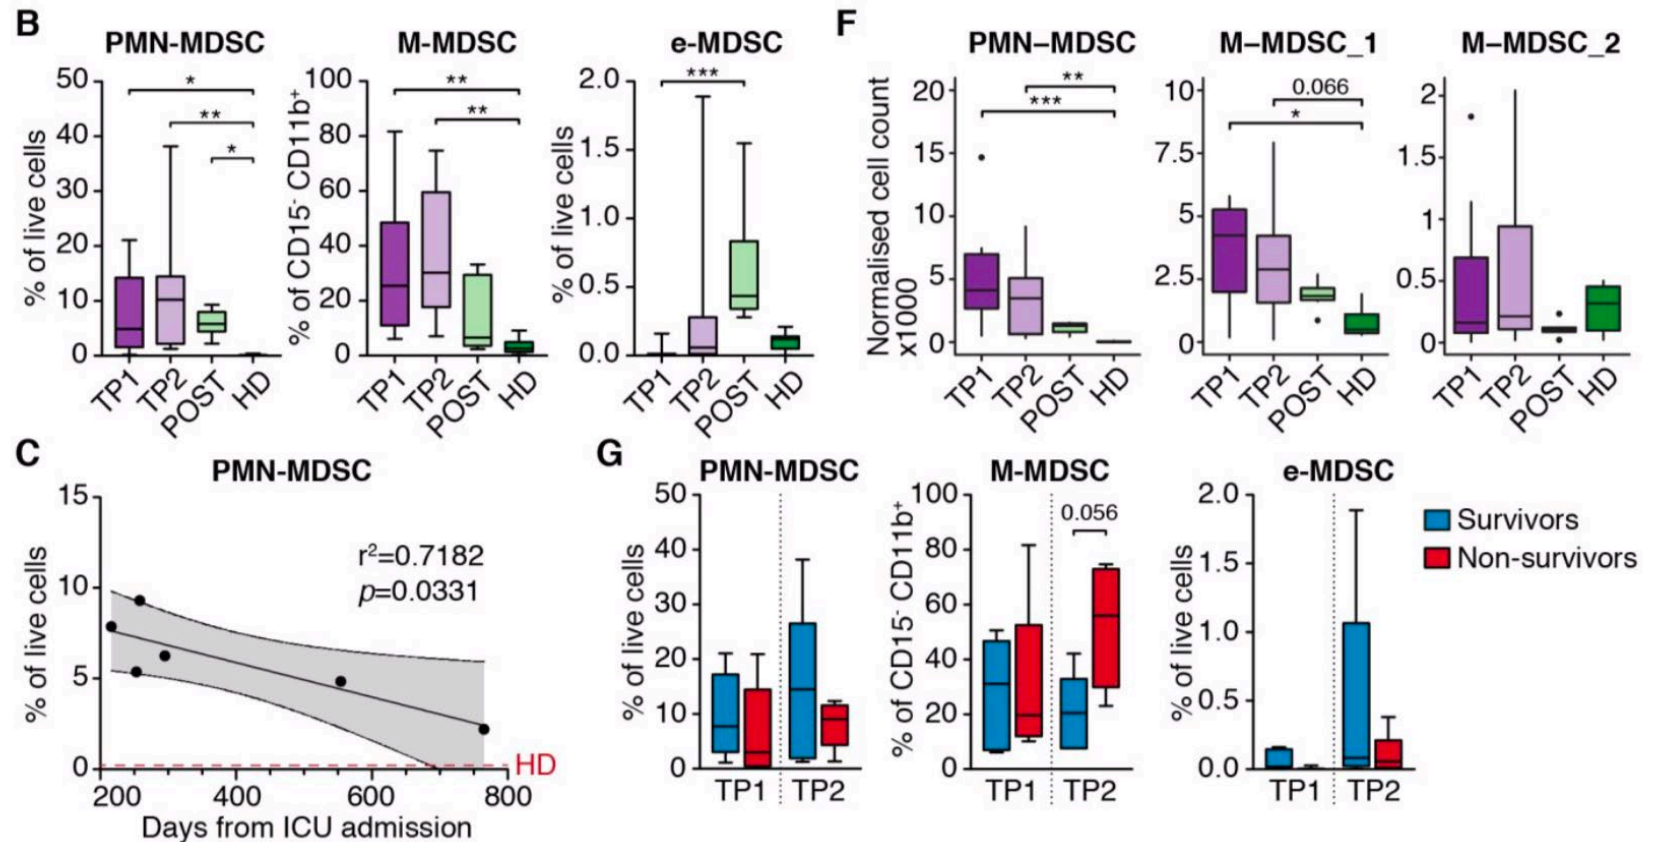 B
PMN-MDSC
% of live cells
50
40
30
20
10
0
*
**
*
TP1
TP2
POST
HD
M-MDSC
% of CD15⁻ CD11b⁺
100
80
60
40
20
0
**
**
TP1
TP2
POST
HD
e-MDSC
% of live cells
2.0
1.5
1.0
0.5
0.0
***
TP1
TP2
POST
HD
F
PMN–MDSC
Normalised cell count
x1000
20
15
10
5
0
**
***
TP1
TP2
POST
HD
M–MDSC_1
10
7.5
5
2.5
0
0.066
*
TP1
TP2
POST
HD
M–MDSC_2
2
1.5
1
0.5
0
TP1
TP2
POST
HD
C
PMN-MDSC
% of live cells
15
10
5
0
r²=0.7182
p=0.0331
HD
200
400
600
800
Days from ICU admission
G
PMN-MDSC
% of live cells
50
40
30
20
10
0
TP1
TP2
M-MDSC
% of CD15⁻ CD11b⁺
100
80
60
40
20
0
0.056
TP1
TP2
e-MDSC
% of live cells
2.0
1.5
1.0
0.5
0.0
TP1
TP2
Survivors
Non-survivors